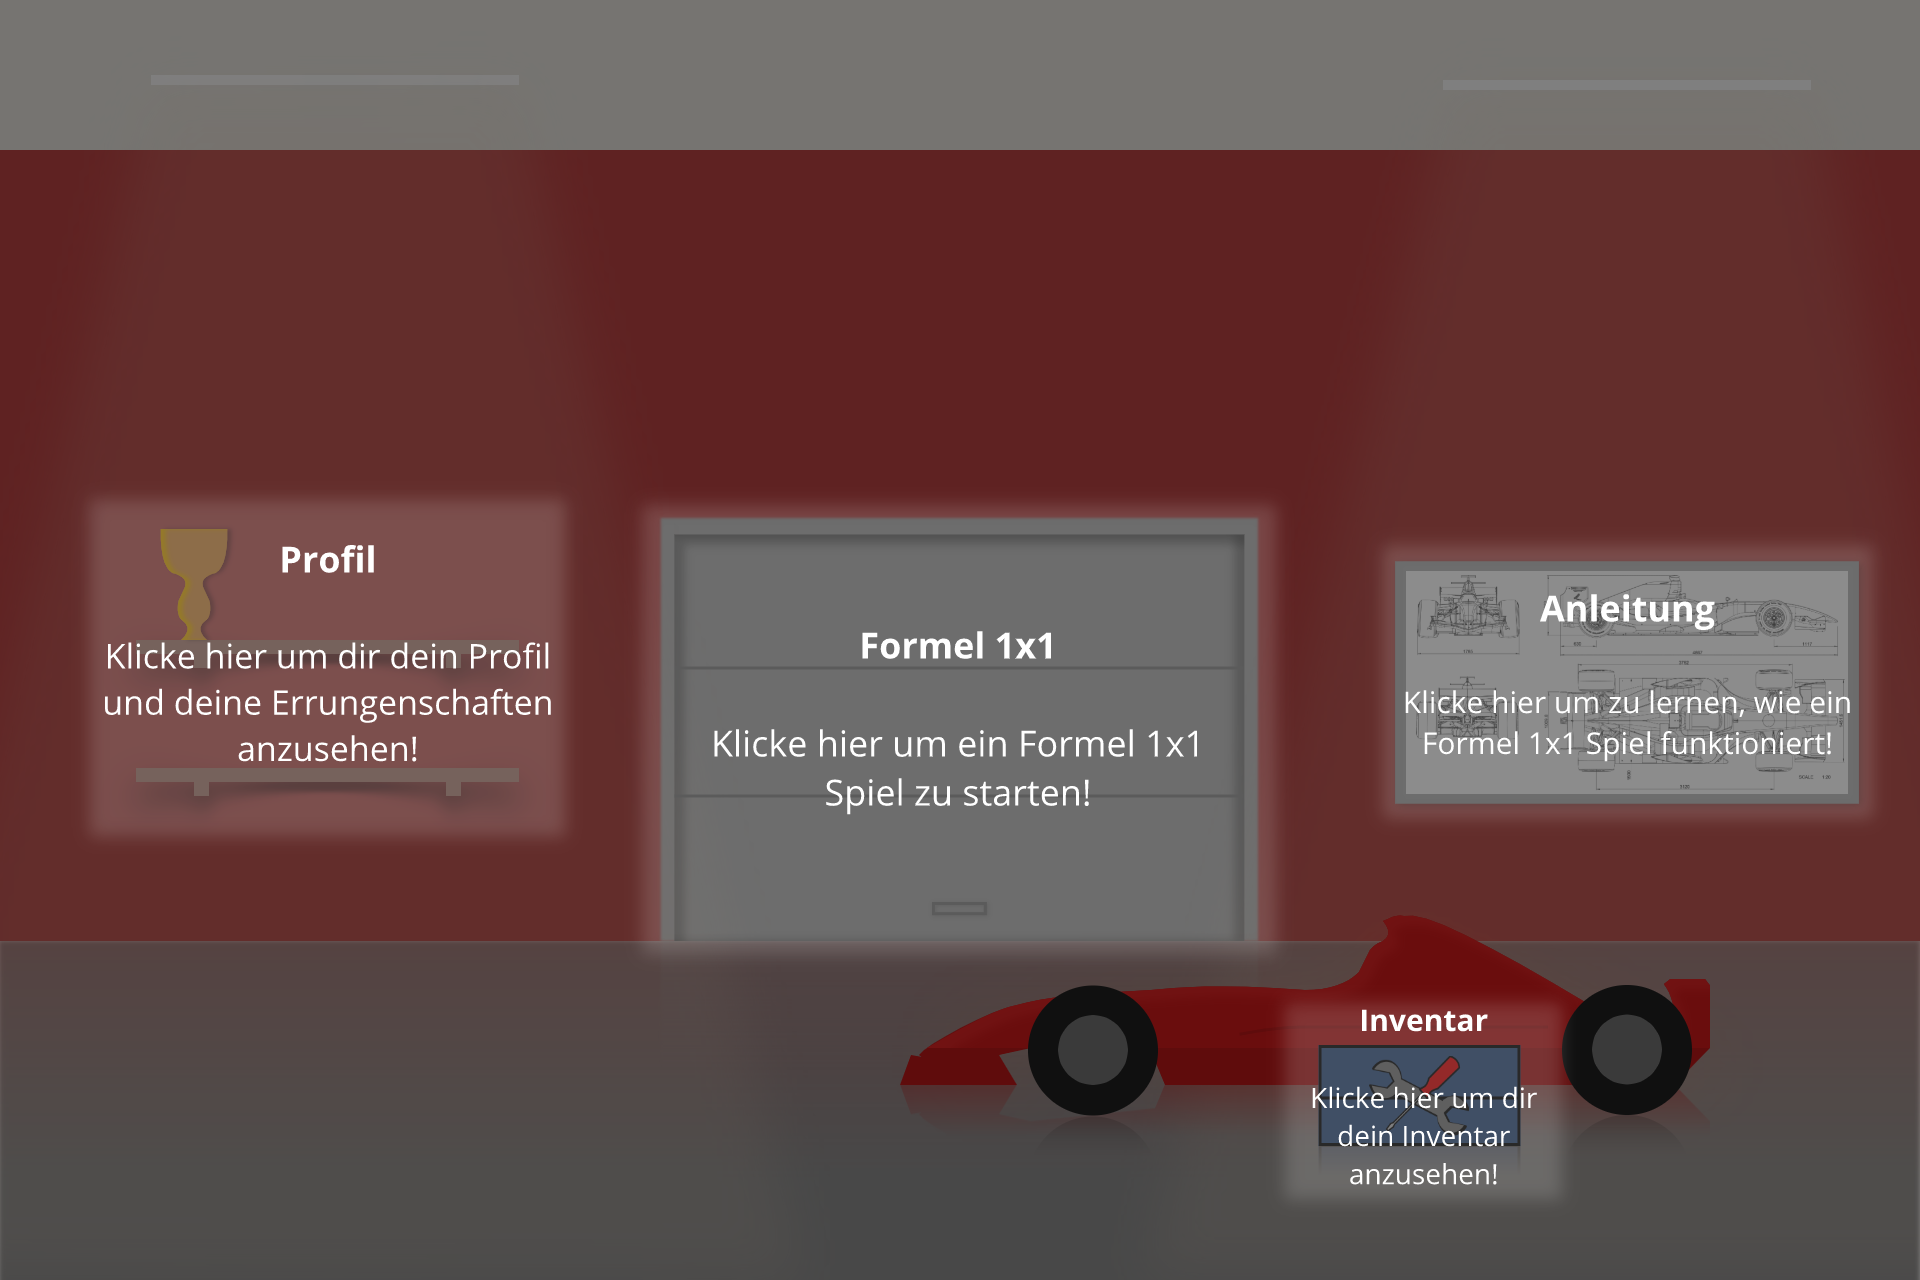 Profil
Klicke hier um dir dein Profil
und deine Errungenschaften
anzusehen!
Formel 1x1
Klicke hier um ein Formel 1x1
Spiel zu starten!
Anleitung
Klicke hier um zu lernen, wie ein
Formel 1x1 Spiel funktioniert!
Inventar
Klicke hier um dir
dein Inventar
anzusehen!